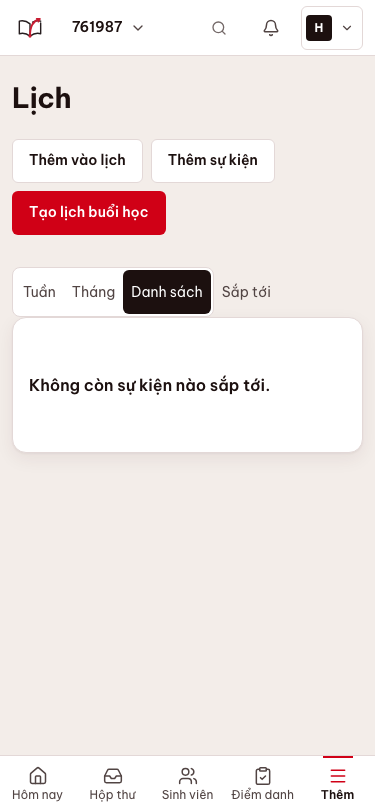 761987
H
Lịch
Thêm vào lịch
Thêm sự kiện
Tạo lịch buổi học
Tuần Tháng Danh sách Sắp tới
Không còn sự kiện nào sắp tới.
Hôm nay Hộp thư Sinh viên Điểm danh Thêm